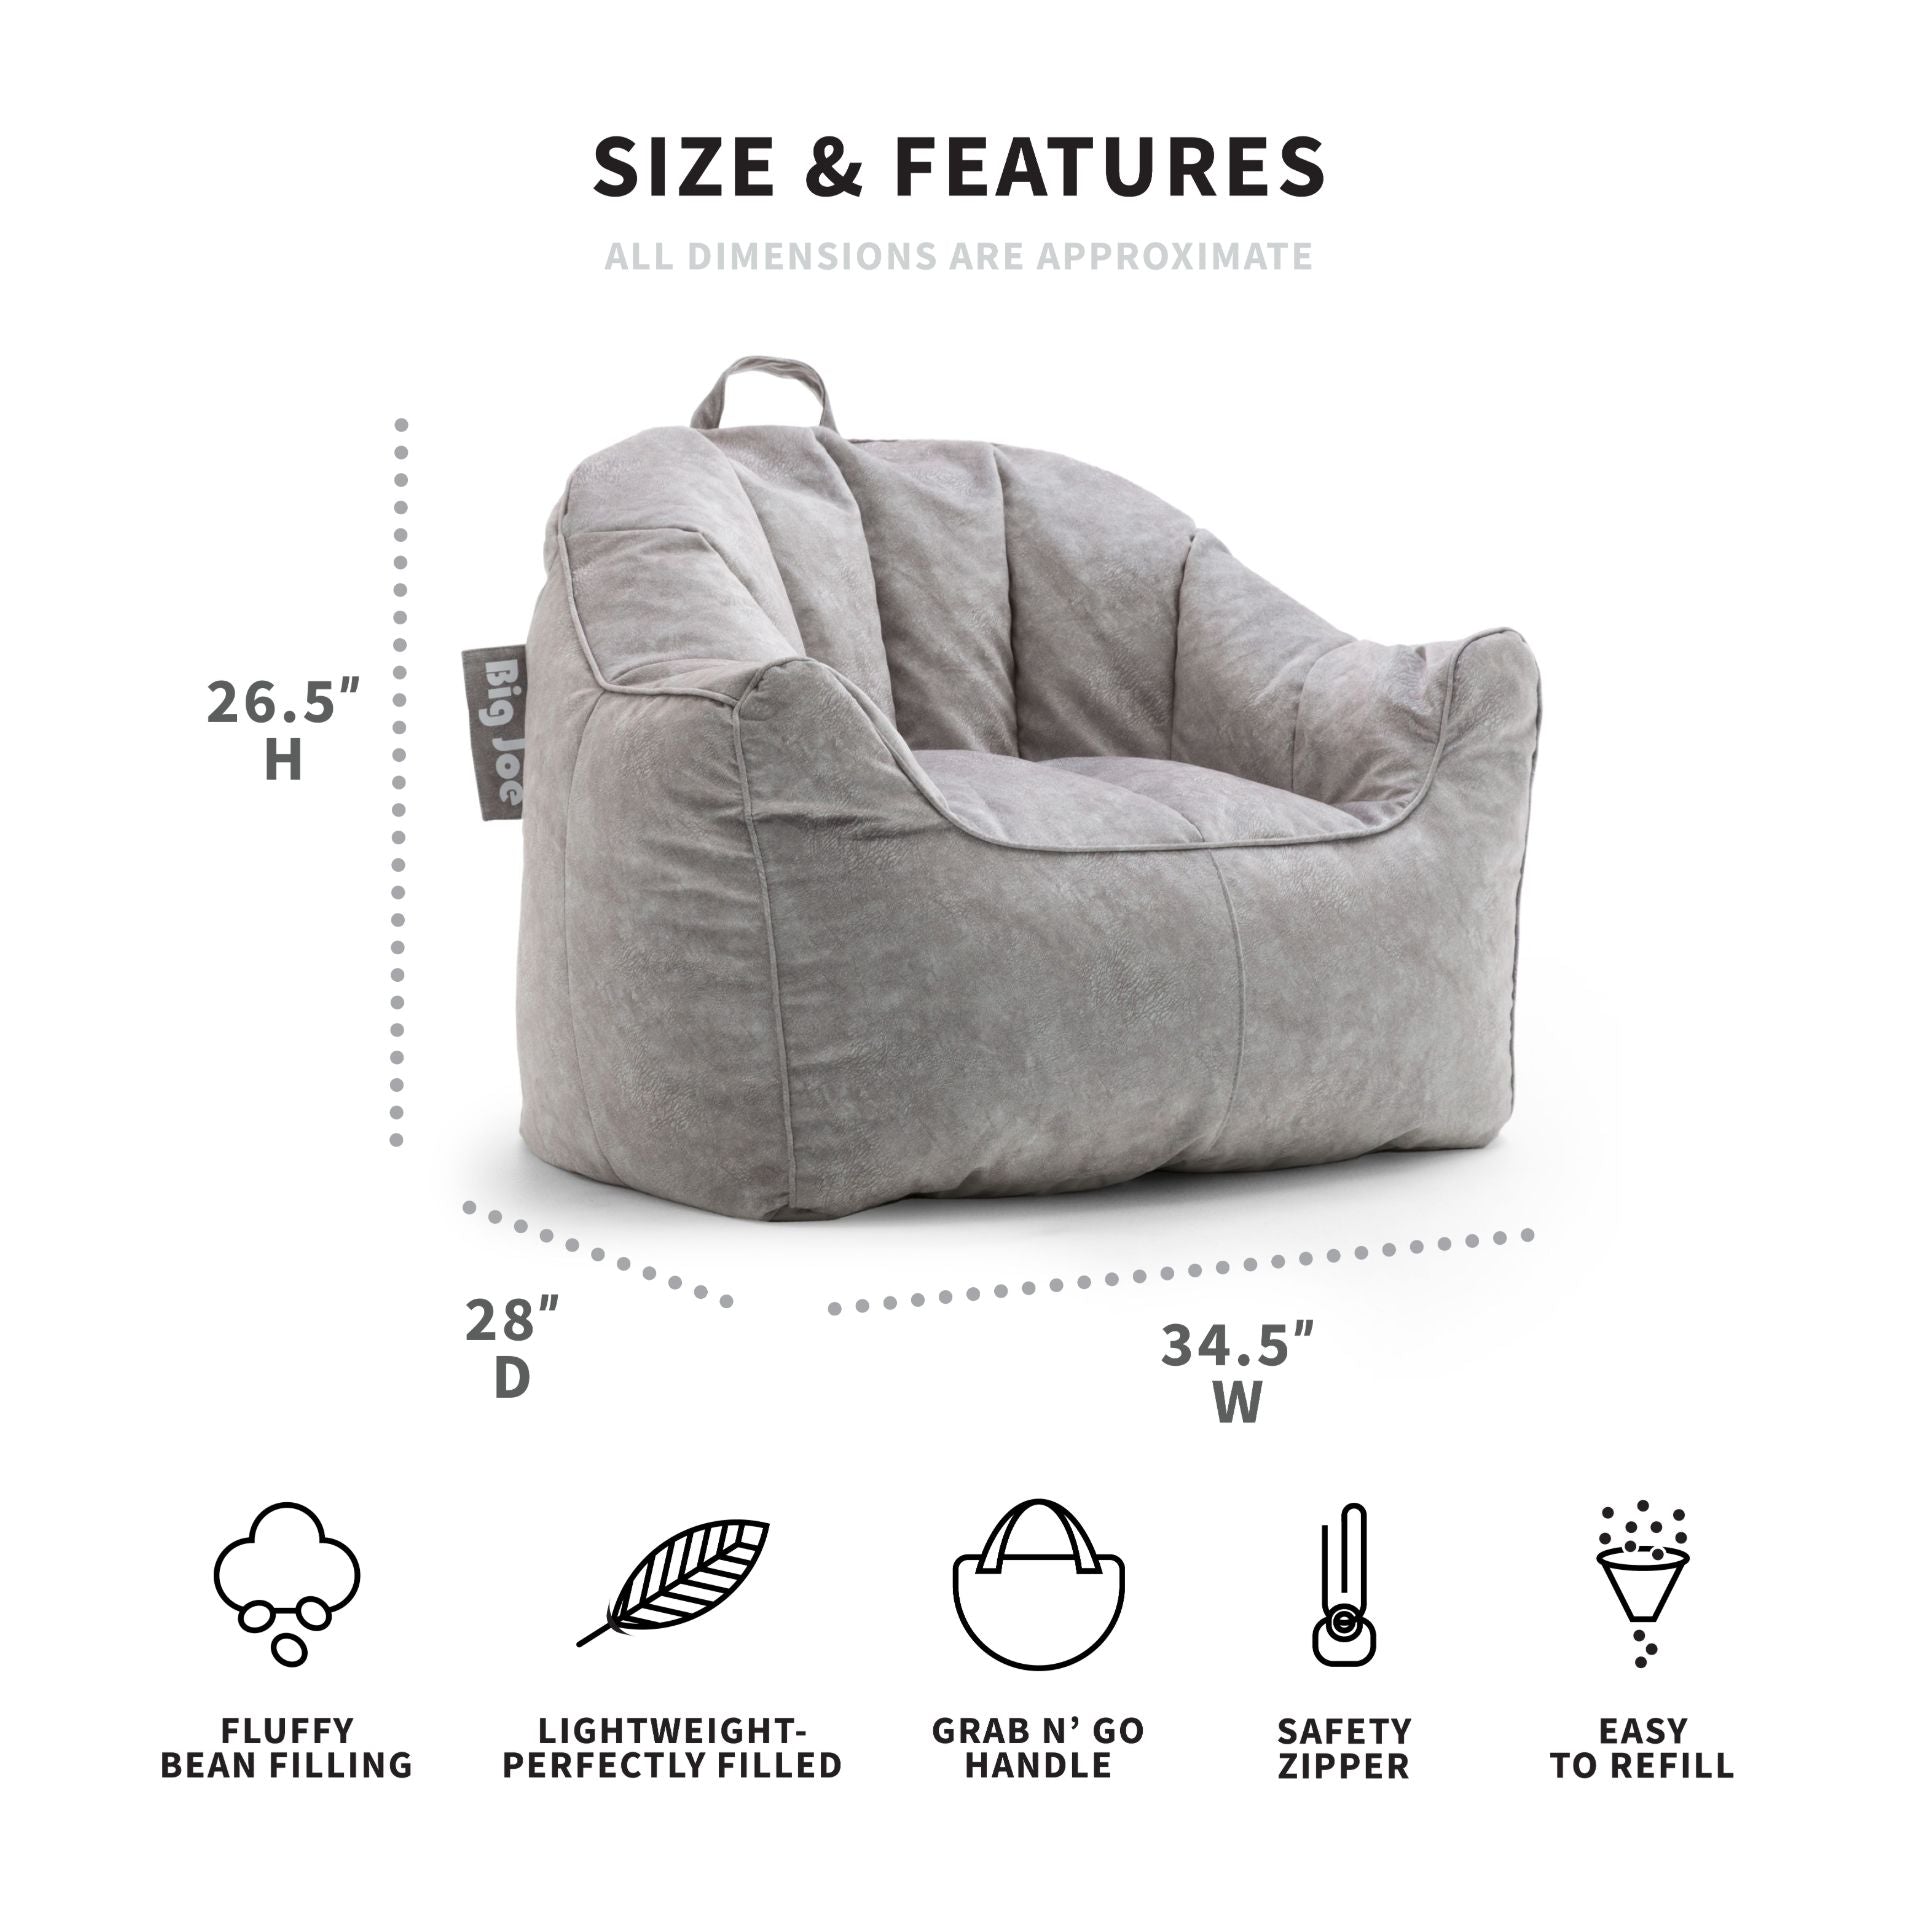 SIZE & FEATURES
ALL DIMENSIONS ARE APPROXIMATE
Big Joe
26.5"
H
28"
D
34.5"
W
FLUFFY
BEAN FILLING
LIGHTWEIGHT-
PERFECTLY FILLED
GRAB N’ GO
HANDLE
SAFETY
ZIPPER
EASY
TO REFILL